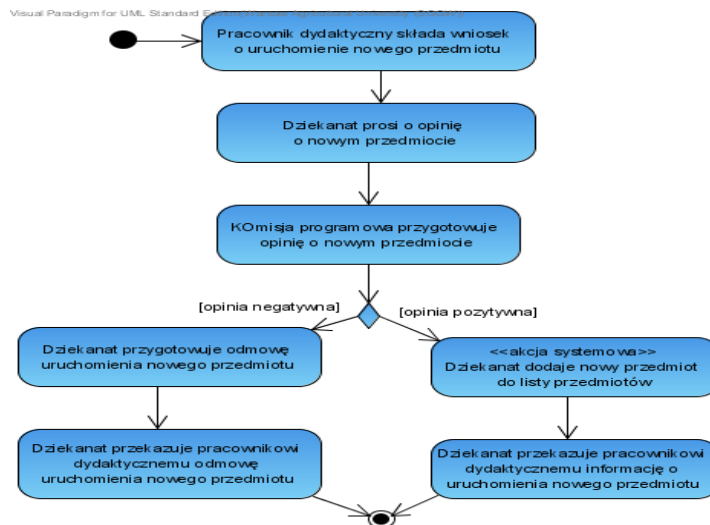 Visual Paradigm for UML Standard
Pracownik dydaktyczny składa wniosek
o uruchomienie nowego przedmiotu
Dziekanat prosi o opinię
o nowym przedmiocie
KOmisja programowa przygotowuje
opinię o nowym przedmiocie
[opinia negatywna]
[opinia pozytywna]
Dziekanat przygotowuje odmowę
uruchomienia nowego przedmiotu
<<akcja systemowa>>
Dziekanat dodaje nowy przedmiot
do listy przedmiotów
Dziekanat przekazuje pracownikowi
dydaktycznemu odmowę
uruchomienia nowego przedmiotu
Dziekanat przekazuje pracownikowi
dydaktycznemu informację o
uruchomienia nowego przedmiotu